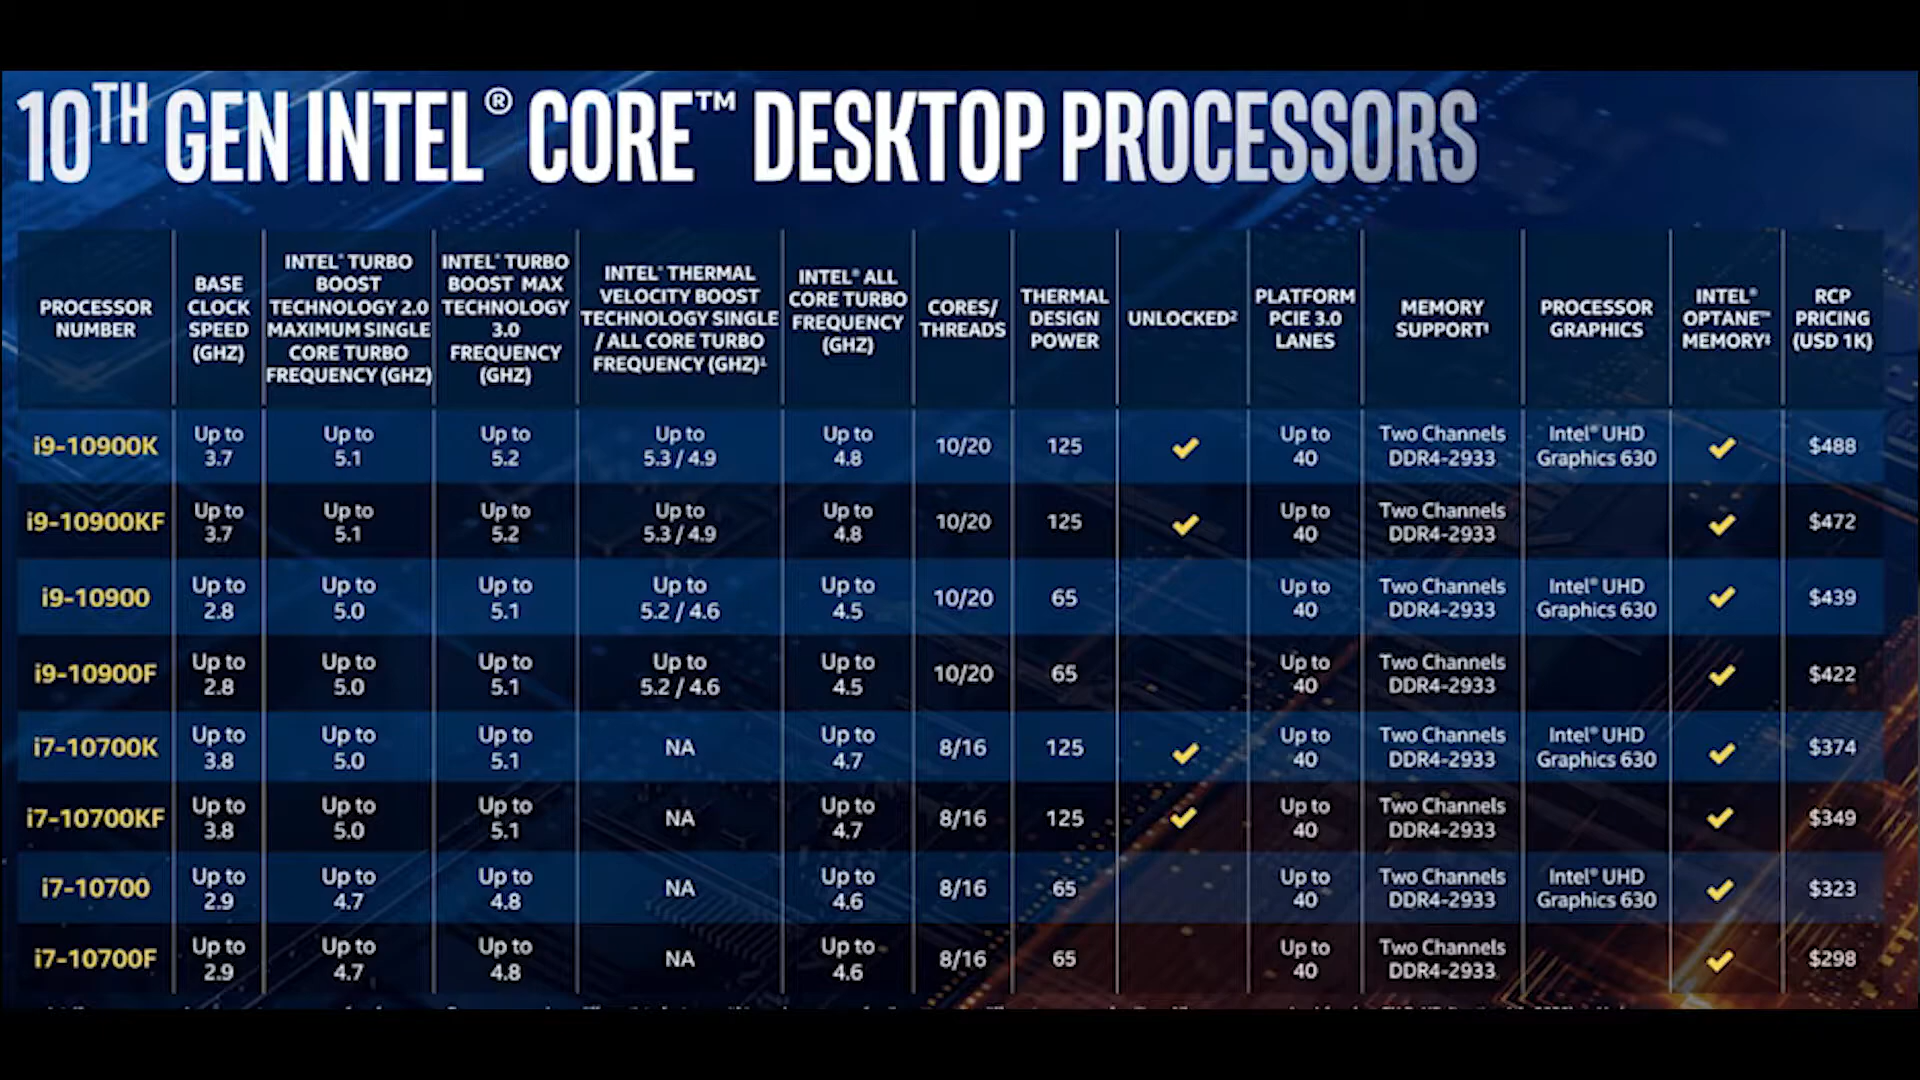 10TH GEN INTEL® CORE™ DESKTOP PROCESSORS
PROCESSOR NUMBER
BASE CLOCK SPEED (GHZ)
INTEL® TURBO BOOST TECHNOLOGY 2.0 MAXIMUM SINGLE CORE TURBO FREQUENCY (GHZ)
INTEL® TURBO BOOST MAX TECHNOLOGY 3.0 FREQUENCY (GHZ)
INTEL® THERMAL VELOCITY BOOST TECHNOLOGY SINGLE / ALL CORE TURBO FREQUENCY (GHZ)
INTEL® ALL CORE TURBO FREQUENCY (GHZ)
CORES/ THREADS
THERMAL DESIGN POWER
UNLOCKED²
PLATFORM PCIE 3.0 LANES
MEMORY SUPPORT
PROCESSOR GRAPHICS
INTEL® OPTANE™ MEMORY
RCP PRICING (USD 1K)
i9-10900K Up to 3.7 Up to 5.1 Up to 5.2 Up to 5.3 / 4.9 Up to 4.8 10/20 125 ✓ Up to 40 Two Channels DDR4-2933 Intel® UHD Graphics 630 ✓ $488
i9-10900KF Up to 3.7 Up to 5.1 Up to 5.2 Up to 5.3 / 4.9 Up to 4.8 10/20 125 ✓ Up to 40 Two Channels DDR4-2933 ✓ $472
i9-10900 Up to 2.8 Up to 5.0 Up to 5.1 Up to 5.2 / 4.6 Up to 4.5 10/20 65 Up to 40 Two Channels DDR4-2933 Intel® UHD Graphics 630 ✓ $439
i9-10900F Up to 2.8 Up to 5.0 Up to 5.1 Up to 5.2 / 4.6 Up to 4.5 10/20 65 Up to 40 Two Channels DDR4-2933 ✓ $422
i7-10700K Up to 3.8 Up to 5.0 Up to 5.1 NA Up to 4.7 8/16 125 ✓ Up to 40 Two Channels DDR4-2933 Intel® UHD Graphics 630 ✓ $374
i7-10700KF Up to 3.8 Up to 5.0 Up to 5.1 NA Up to 4.7 8/16 125 ✓ Up to 40 Two Channels DDR4-2933 ✓ $349
i7-10700 Up to 2.9 Up to 4.7 Up to 4.8 NA Up to 4.6 8/16 65 Up to 40 Two Channels DDR4-2933 Intel® UHD Graphics 630 ✓ $323
i7-10700F Up to 2.9 Up to 4.7 Up to 4.8 NA Up to 4.6 8/16 65 Up to 40 Two Channels DDR4-2933 ✓ $298